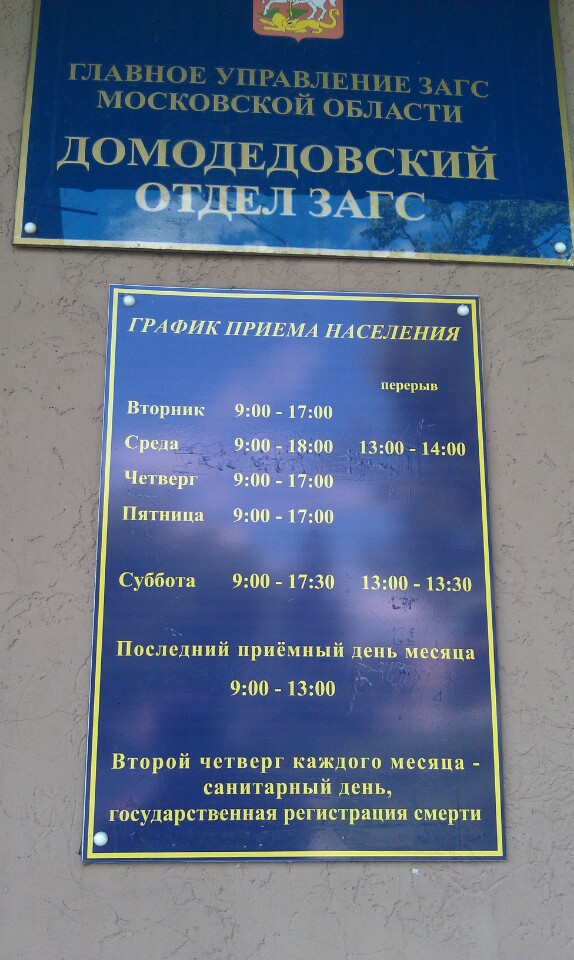 ГЛАВНОЕ УПРАВЛЕНИЕ ЗАГС
МОСКОВСКОЙ ОБЛАСТИ
ДОМОДЕДОВСКИЙ
ОТДЕЛ ЗАГС
ГРАФИК ПРИЕМА НАСЕЛЕНИЯ
перерыв
Вторник 9:00 - 17:00
Среда 9:00 - 18:00 13:00 - 14:00
Четверг 9:00 - 17:00
Пятница 9:00 - 17:00
Суббота 9:00 - 17:30 13:00 - 13:30
Последний приёмный день месяца
9:00 - 13:00
Второй четверг каждого месяца -
санитарный день,
государственная регистрация смерти